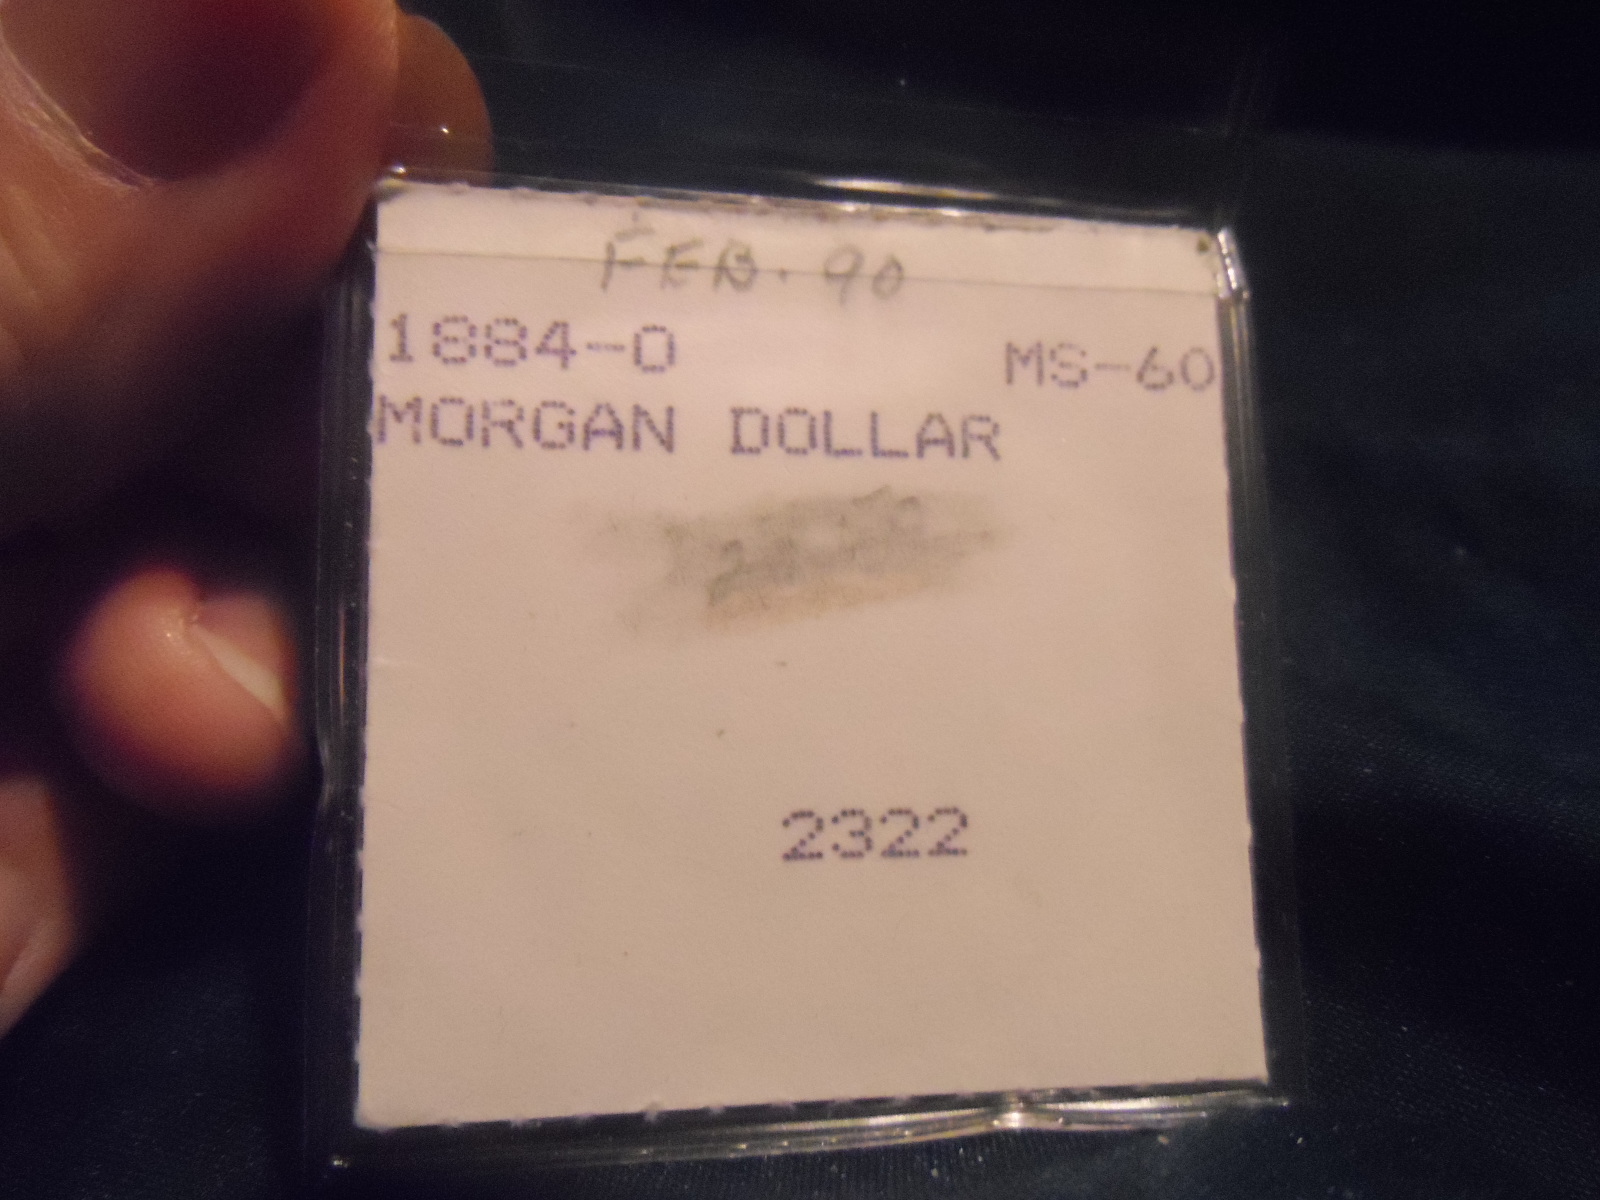 FEB. 90
1884-O MS-60
MORGAN DOLLAR
2322